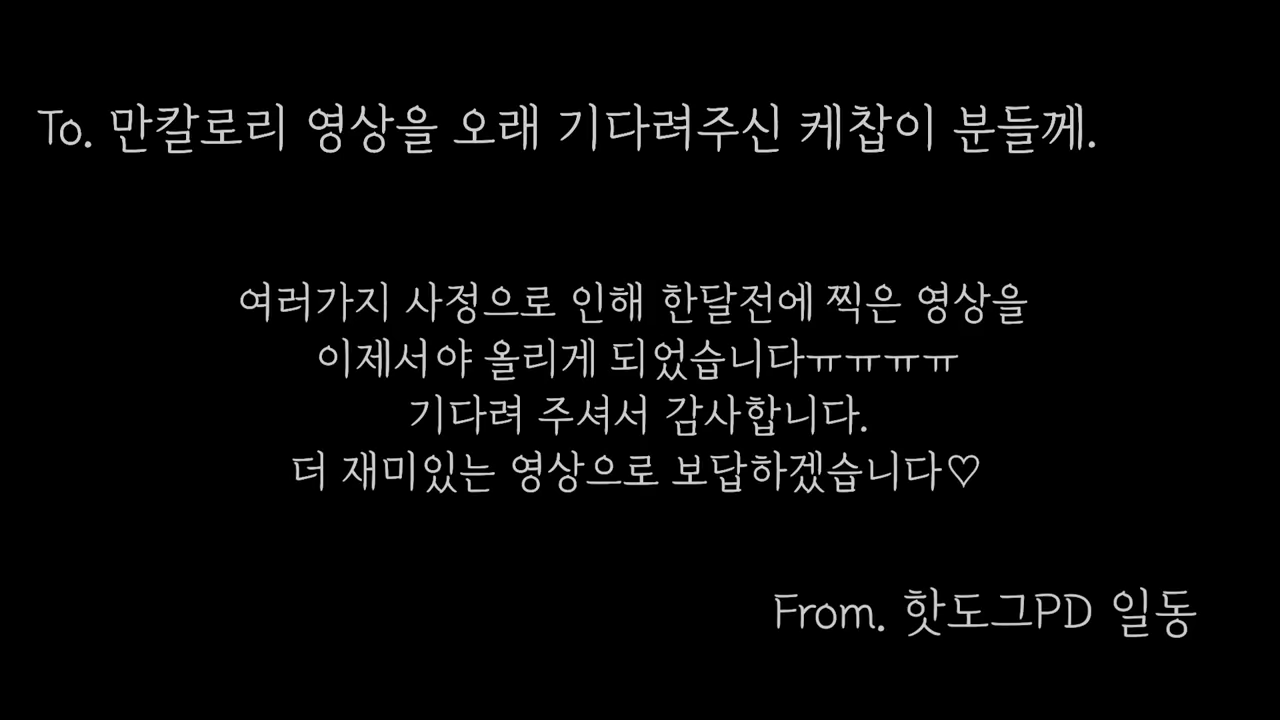 To. 만칼로리 영상을 오래 기다려주신 케찹이 분들께.
여러가지 사정으로 인해 한달전에 찍은 영상을
이제서야 올리게 되었습니다ㅠㅠㅠㅠ
기다려 주셔서 감사합니다.
더 재미있는 영상으로 보답하겠습니다♡
From. 핫도그PD 일동